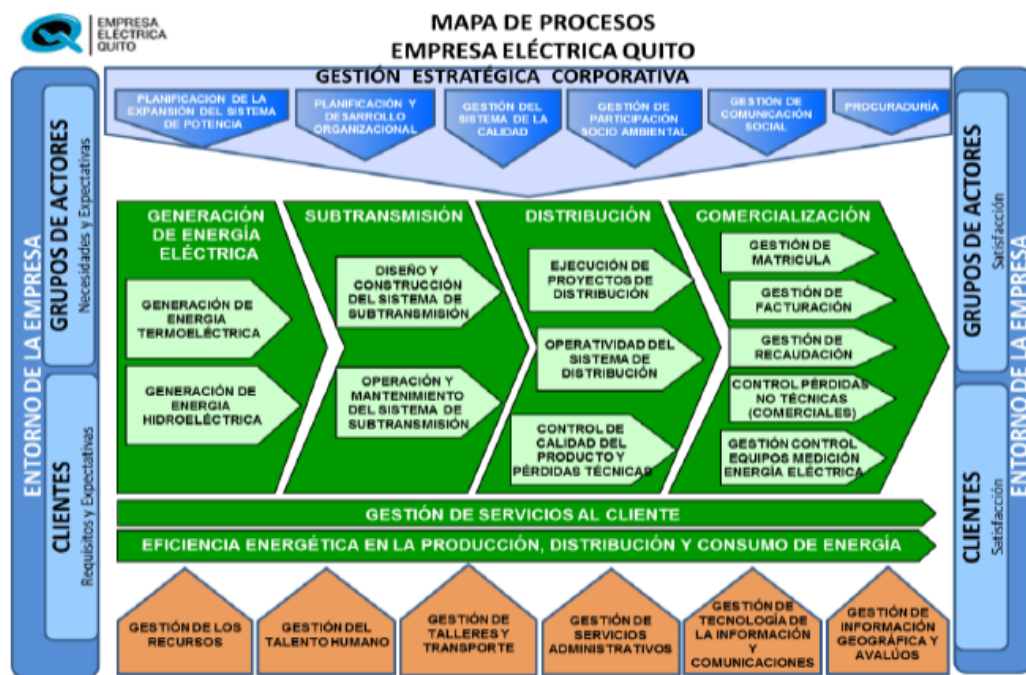 EMPRESA
ELÉCTRICA
QUITO
MAPA DE PROCESOS
EMPRESA ELÉCTRICA QUITO
GESTIÓN ESTRATÉGICA CORPORATIVA
PLANIFICACION DE LA
EXPANSIÓN DEL SISTEMA
DE POTENCIA
PLANIFICACIÓN Y
DESARROLLO
ORGANIZACIONAL
GESTIÓN DEL
SISTEMA DE LA
CALIDAD
GESTIÓN DE
PARTICIPACIÓN
SOCIO AMBIENTAL
GESTIÓN DE
COMUNICACIÓN
SOCIAL
PROCURADURÍA
ENTORNO DE LA EMPRESA
GRUPOS DE ACTORES
Necesidades y Expectativas
CLIENTES
Requisitos y Expectativas
GENERACIÓN
DE ENERGÍA
ELÉCTRICA
GENERACIÓN DE
ENERGIA
TERMOELÉCTRICA
GENERACIÓN DE
ENERGIA
HIDROELÉCTRICA
SUBTRANSMISIÓN
DISEÑO Y
CONSTRUCCIÓN
DEL SISTEMA DE
SUBTRANSMISIÓN
OPERACIÓN Y
MANTENIMIENTO
DEL SISTEMA DE
SUBTRANSMISIÓN
DISTRIBUCIÓN
EJECUCIÓN DE
PROYECTOS DE
DISTRIBUCIÓN
OPERATIVIDAD DEL
SISTEMA DE
DISTRIBUCIÓN
CONTROL DE
CALIDAD DEL
PRODUCTO Y
PÉRDIDAS TÉCNICAS
COMERCIALIZACIÓN
GESTIÓN DE
MATRICULA
GESTIÓN DE
FACTURACIÓN
GESTIÓN DE
RECAUDACIÓN
CONTROL PÉRDIDAS
NO TÉCNICAS
(COMERCIALES)
GESTIÓN CONTROL
EQUIPOS MEDICIÓN
ENERGÍA ELÉCTRICA
GRUPOS DE ACTORES
Satisfacción
CLIENTES
Satisfacción
ENTORNO DE LA EMPRESA
GESTIÓN DE SERVICIOS AL CLIENTE
EFICIENCIA ENERGÉTICA EN LA PRODUCCIÓN, DISTRIBUCIÓN Y CONSUMO DE ENERGÍA
GESTIÓN DE LOS
RECURSOS
GESTIÓN DEL
TALENTO HUMANO
GESTIÓN DE
TALLERES Y
TRANSPORTE
GESTIÓN DE
SERVICIOS
ADMINISTRATIVOS
GESTIÓN DE
TECNOLOGÍA DE
LA INFORMACIÓN
Y
COMUNICACIONES
GESTIÓN DE
INFORMACIÓN
GEOGRÁFICA Y
AVALÚOS